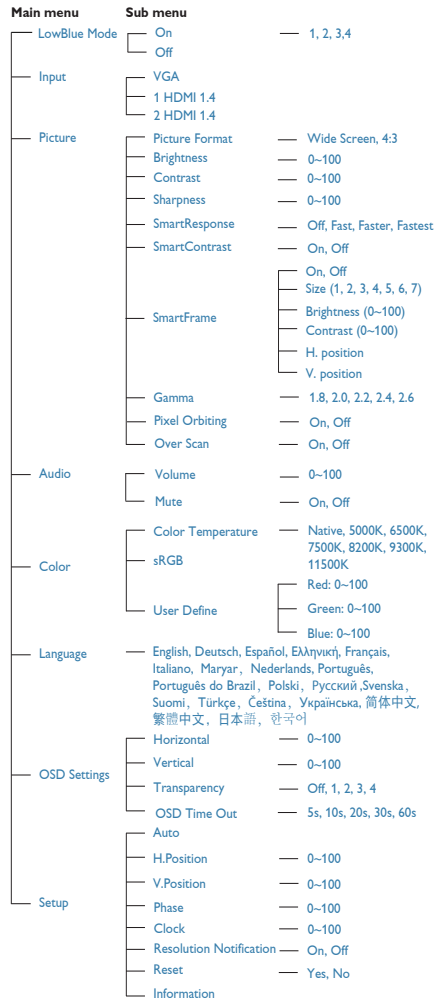 Main menu Sub menu
LowBlue Mode On 1, 2, 3,4
Off
Input VGA
1 HDMI 1.4
2 HDMI 1.4
Picture Picture Format Wide Screen, 4:3
Brightness 0~100
Contrast 0~100
Sharpness 0~100
SmartResponse Off, Fast, Faster, Fastest
SmartContrast On, Off
On, Off
Size (1, 2, 3, 4, 5, 6, 7)
Brightness (0~100)
SmartFrame
Contrast (0~100)
H. position
V. position
Gamma 1.8, 2.0, 2.2, 2.4, 2.6
Pixel Orbiting On, Off
Over Scan On, Off
Audio Volume 0~100
Mute On, Off
Color Temperature Native, 5000K, 6500K,
7500K, 8200K, 9300K,
11500K
Color sRGB
Red: 0~100
User Define Green: 0~100
Blue: 0~100
Language English, Deutsch, Español, Ελληνική, Français,
Italiano, Maryar, Nederlands, Português,
Português do Brazil, Polski, Русский ,Svenska,
Suomi, Türkçe, Čeština, Українська, 简体中文,
繁體中文, 日本語, 한국어
Horizontal 0~100
Vertical 0~100
OSD Settings
Transparency Off, 1, 2, 3, 4
OSD Time Out 5s, 10s, 20s, 30s, 60s
Auto
H.Position 0~100
V.Position 0~100
Setup
Phase 0~100
Clock 0~100
Resolution Notification On, Off
Reset Yes, No
Information